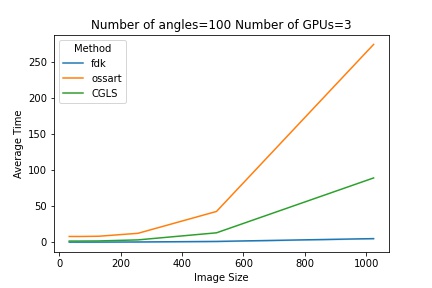 Number of angles=100 Number of GPUs=3
Method
fdk
ossart
CGLS
250
200
150
100
50
0
Average Time
0 200 400 600 800 1000
Image Size